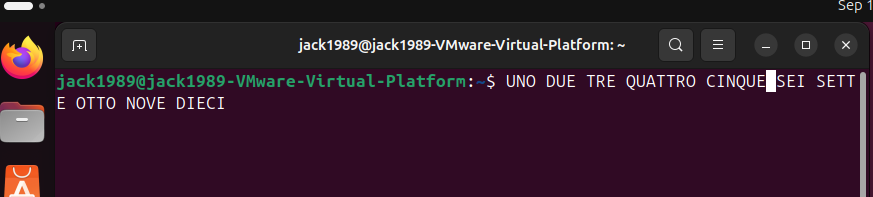 Sep 1
jack1989@jack1989-VMware-Virtual-Platform: ~
jack1989@jack1989-VMware-Virtual-Platform:~$ UNO DUE TRE QUATTRO CINQUE SEI SETT
E OTTO NOVE DIECI